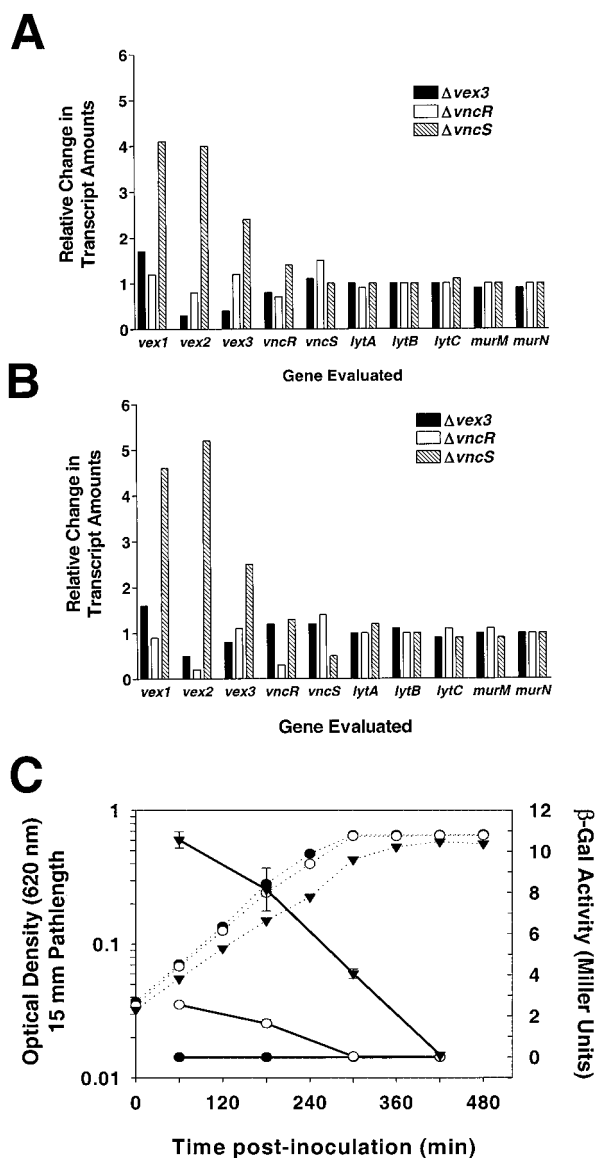 A
6
5
4
3
2
1
0
Relative Change in
Transcript Amounts
Δvex3
ΔvncR
ΔvncS
vex1 vex2 vex3 vncR vncS lytA lytB lytC murM murN
Gene Evaluated
B
6
5
4
3
2
1
0
Relative Change in
Transcript Amounts
Δvex3
ΔvncR
ΔvncS
vex1 vex2 vex3 vncR vncS lytA lytB lytC murM murN
Gene Evaluated
C
Optical Density (620 nm)
15 mm Pathlength
1
0.1
0.01
12
10
8
6
4
2
0
β-Gal Activity (Miller Units)
0 120 240 360 480
Time post-inoculation (min)